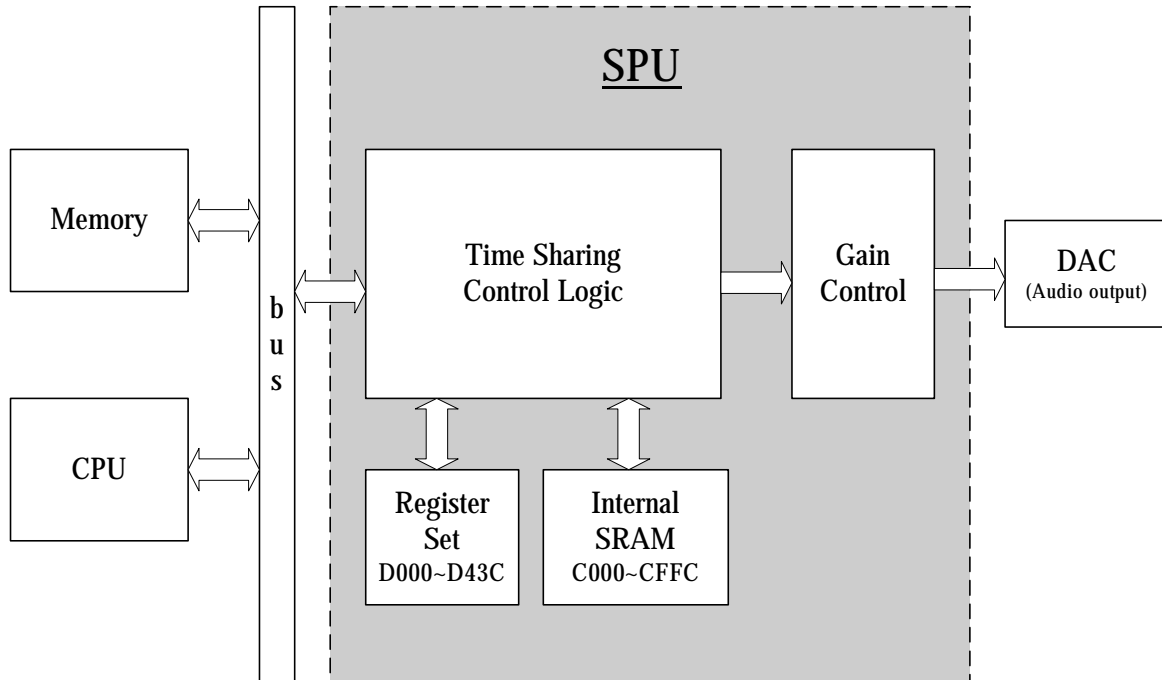 SPU
Memory
CPU
b
u
s
Time Sharing
Control Logic
Gain
Control
DAC
(Audio output)
Register
Set
D000~D43C
Internal
SRAM
C000~CFFC